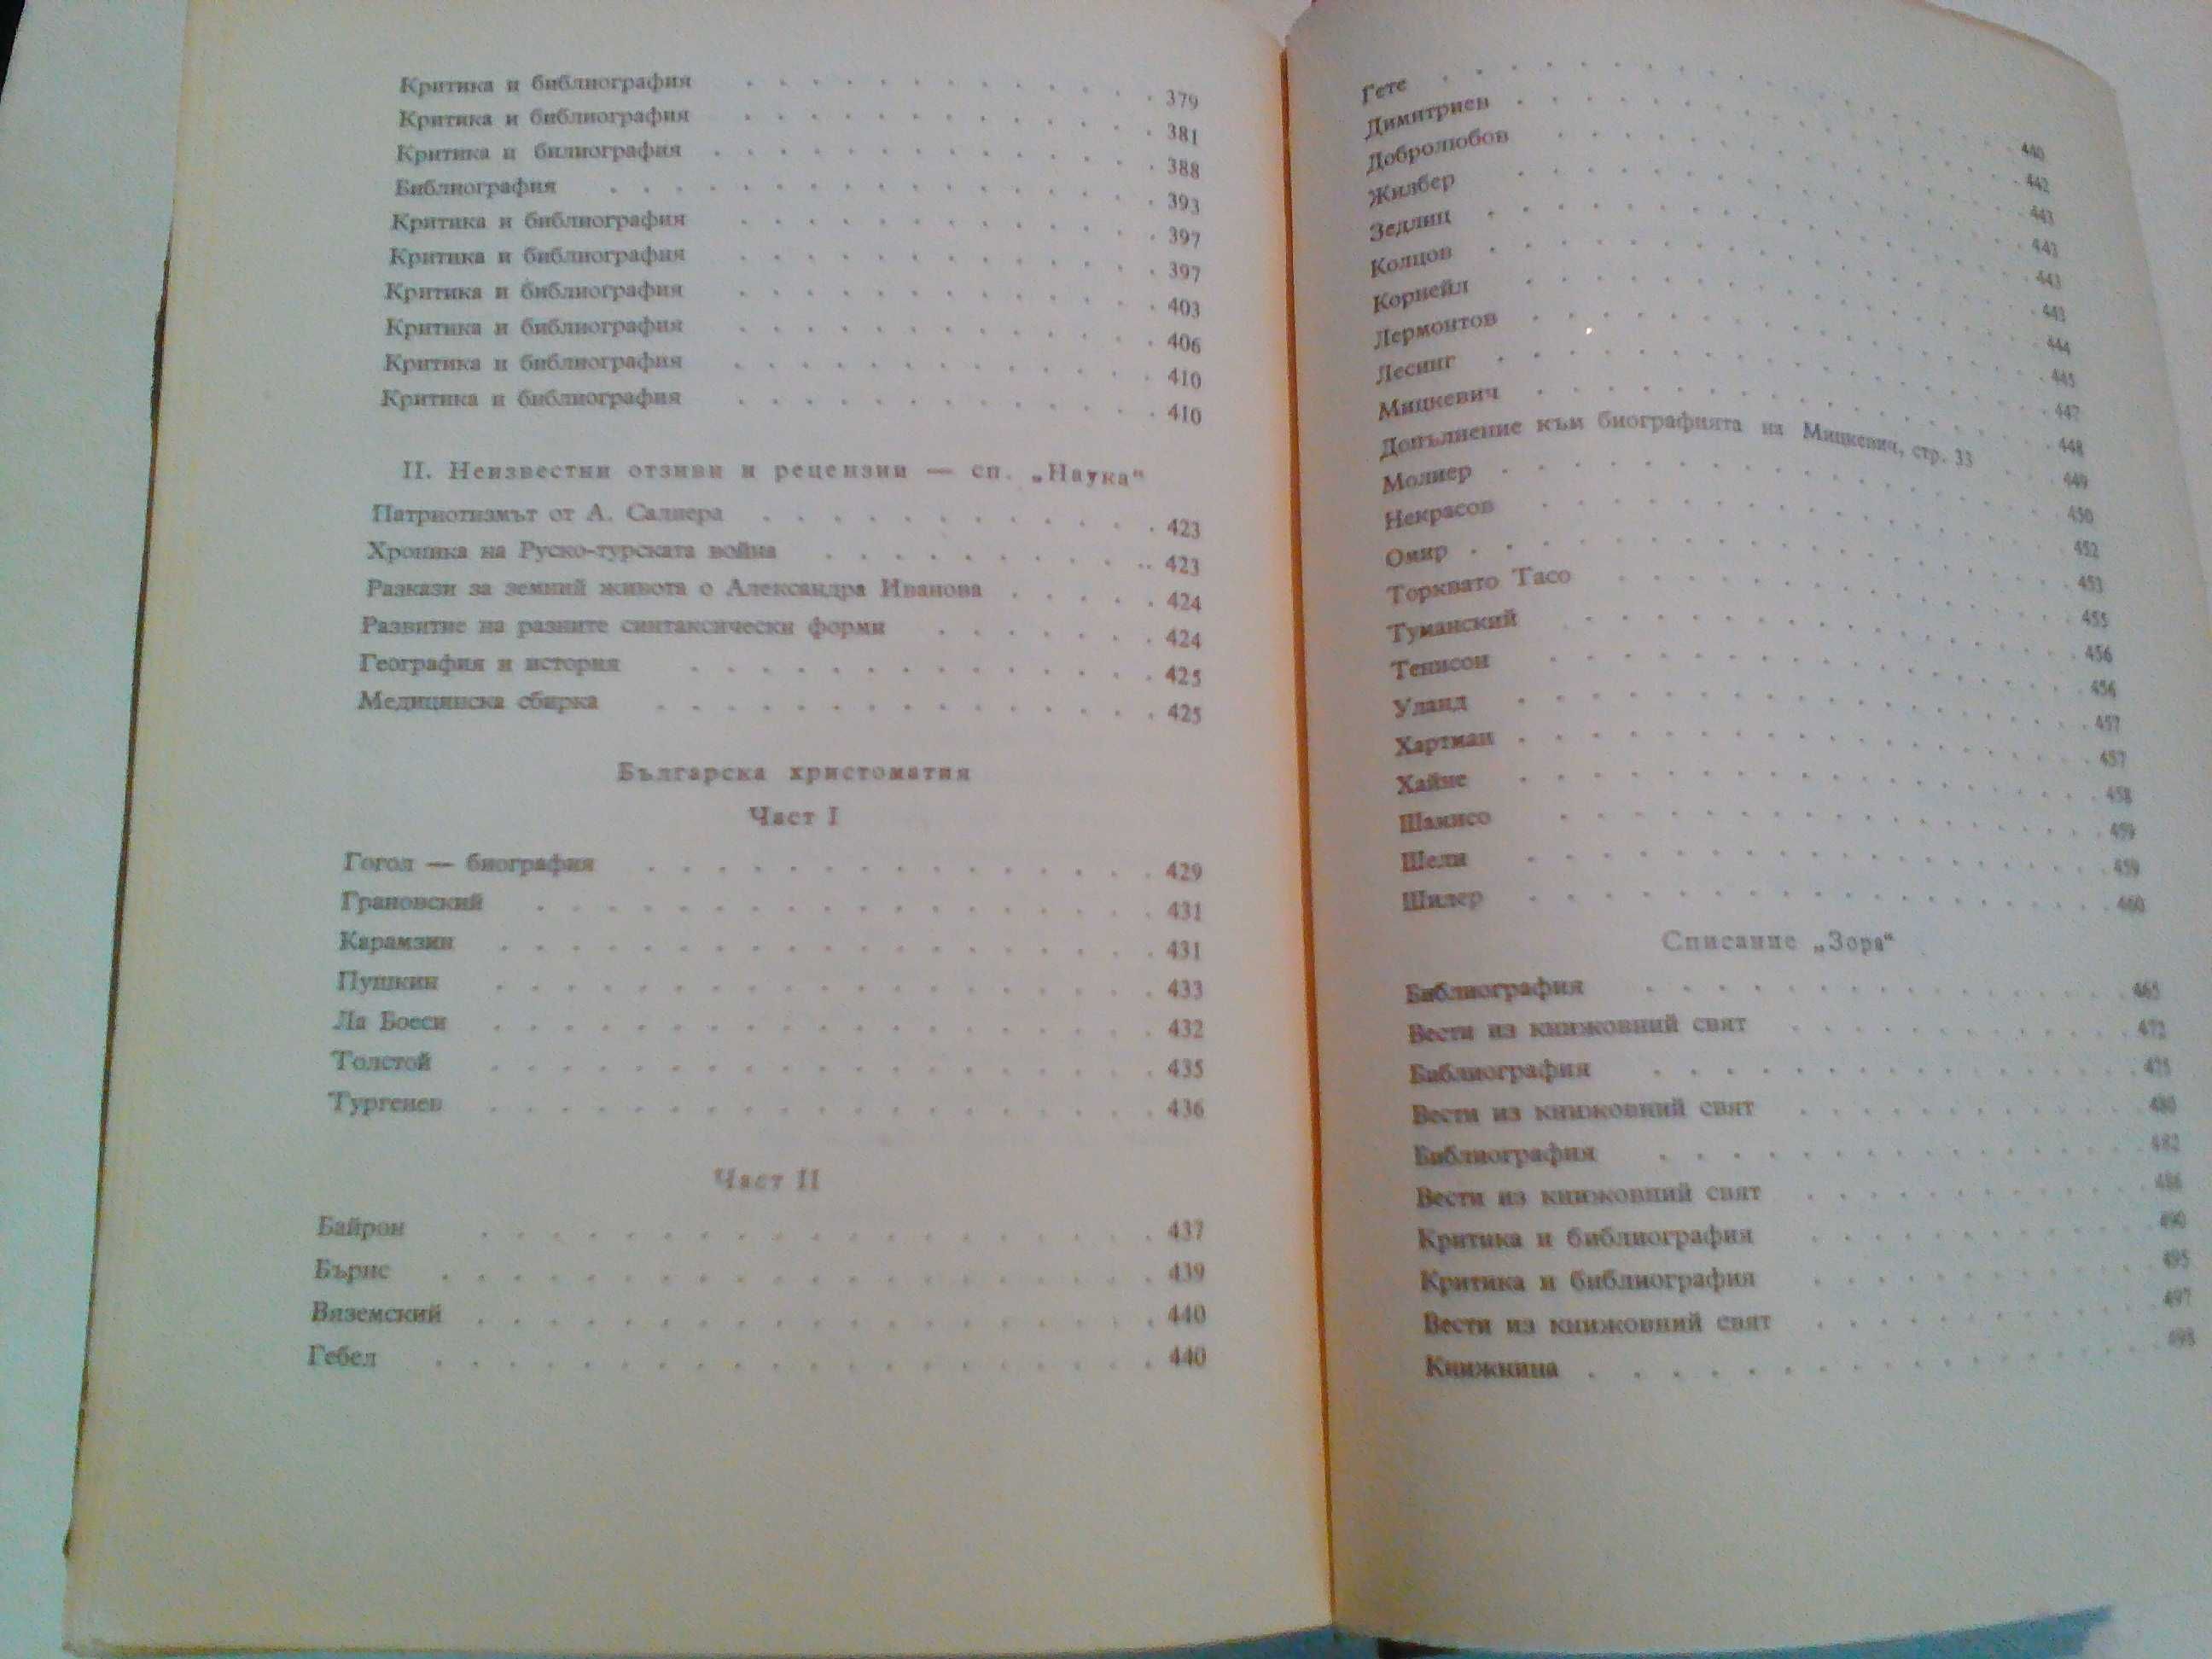 Критика и библиография . . . 379
Критика и библиография . . . 381
Критика и билиография . . . 388
Библиография . . . 393
Критика и библиография . . . 397
Критика и библиография . . . 397
Критика и библиография . . . 403
Критика и библиография . . . 406
Критика и библиография . . . 410
Критика и библиография . . . 410
II. Неизвестни отзиви и рецензии — сп. „Наука“
Патриотизмът от А. Салиера . . . 423
Хроника на Руско-турската война . . . 423
Разкази за земний живота о Александра Иванова . . . 424
Развитие на разните синтаксически форми . . . 424
География и история . . . 425
Медицинска сбирка . . . 425
Българска христоматия
Част I
Гогол — биография . . . 429
Грановский . . . 431
Карамзин . . . 431
Пушкин . . . 433
Ла Боеси . . . 432
Толстой . . . 435
Тургенев . . . 436
Част II
Байрон . . . 437
Бърнс . . . 439
Вяземский . . . 440
Гебел . . . 440
Гете . . . 440
Димитриев . . . 442
Добролюбов . . . 443
Жилбер . . . 443
Зедлиц . . . 443
Колцов . . . 443
Корнейл . . . 444
Лермонтов . . . 445
Лесинг . . . 447
Мицкевич . . . 448
Допълнение към биографията на Мицкевич, стр. 33 . . . 449
Молиер . . . 450
Некрасов . . . 452
Омир . . . 453
Торквато Тасо . . . 455
Туманский . . . 456
Тенисон . . . 456
Уланд . . . 457
Хартман . . . 457
Хайне . . . 458
Шамисо . . . 459
Шели . . . 459
Шилер . . . 460
Списание „Зора“
Библиография . . . 465
Вести из книжовний свят . . . 472
Библиография . . . 475
Вести из книжовний свят . . . 480
Библиография . . . 482
Вести из книжовний свят . . . 486
Критика и библиография . . . 490
Критика и библиография . . . 495
Вести из книжовний свят . . . 497
Книжнина . . . 498